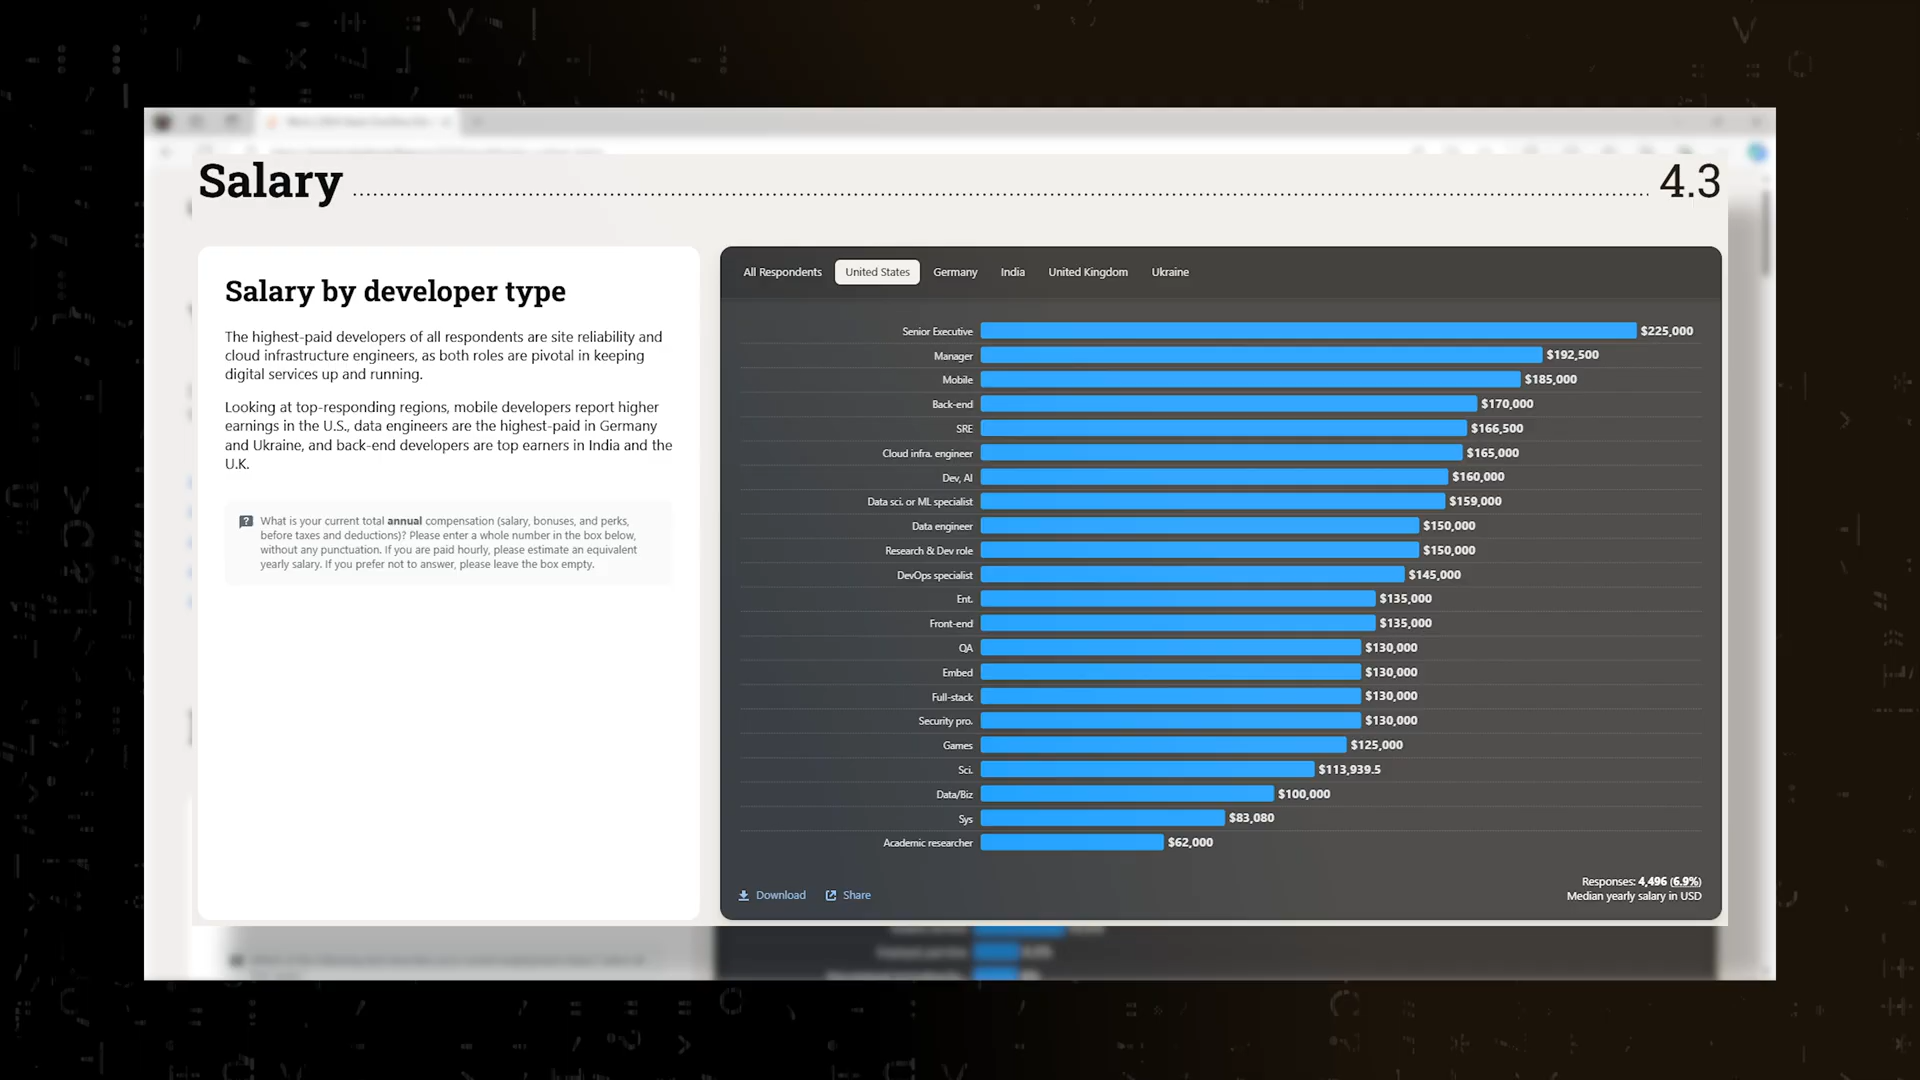 Salary 4.3
Salary by developer type
The highest-paid developers of all respondents are site reliability and
cloud infrastructure engineers, as both roles are pivotal in keeping
digital services up and running.
Looking at top-responding regions, mobile developers report higher
earnings in the U.S., data engineers are the highest-paid in Germany
and Ukraine, and back-end developers are top earners in India and the
U.K.
What is your current total annual compensation (salary, bonuses, and perks,
before taxes and deductions)? Please enter a whole number in the box below,
without any punctuation. If you are paid hourly, please estimate an equivalent
yearly salary. If you prefer not to answer, please leave the box empty.
All Respondents United States Germany India United Kingdom Ukraine
Senior Executive $225,000
Manager $192,500
Mobile $185,000
Back-end $170,000
SRE $166,500
Cloud infra. engineer $165,000
Dev, AI $160,000
Data sci. or ML specialist $159,000
Data engineer $150,000
Research & Dev role $150,000
DevOps specialist $145,000
Ent. $135,000
Front-end $135,000
QA $130,000
Embed $130,000
Full-stack $130,000
Security pro. $130,000
Games $125,000
Sci. $113,939.5
Data/Biz $100,000
Sys $83,080
Academic researcher $62,000
Download Share
Responses: 4,496 (6.9%)
Median yearly salary in USD